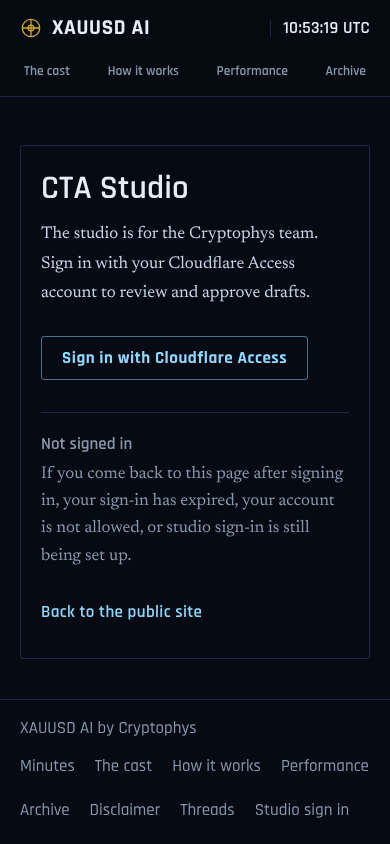 XAUUSD AI
10:53:19 UTC
The cast How it works Performance Archive
CTA Studio
The studio is for the Cryptophys team.
Sign in with your Cloudflare Access
account to review and approve drafts.
Sign in with Cloudflare Access
Not signed in
If you come back to this page after signing
in, your sign-in has expired, your account
is not allowed, or studio sign-in is still
being set up.
Back to the public site
XAUUSD AI by Cryptophys
Minutes The cast How it works Performance
Archive Disclaimer Threads Studio sign in